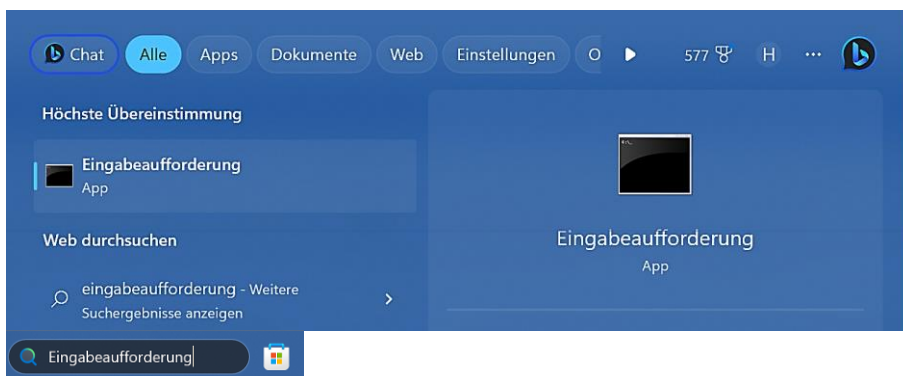 Chat Alle Apps Dokumente Web Einstellungen O 577 H
Höchste Übereinstimmung
Eingabeaufforderung
App
Eingabeaufforderung
App
Web durchsuchen
eingabeaufforderung - Weitere
Suchergebnisse anzeigen
Eingabeaufforderung